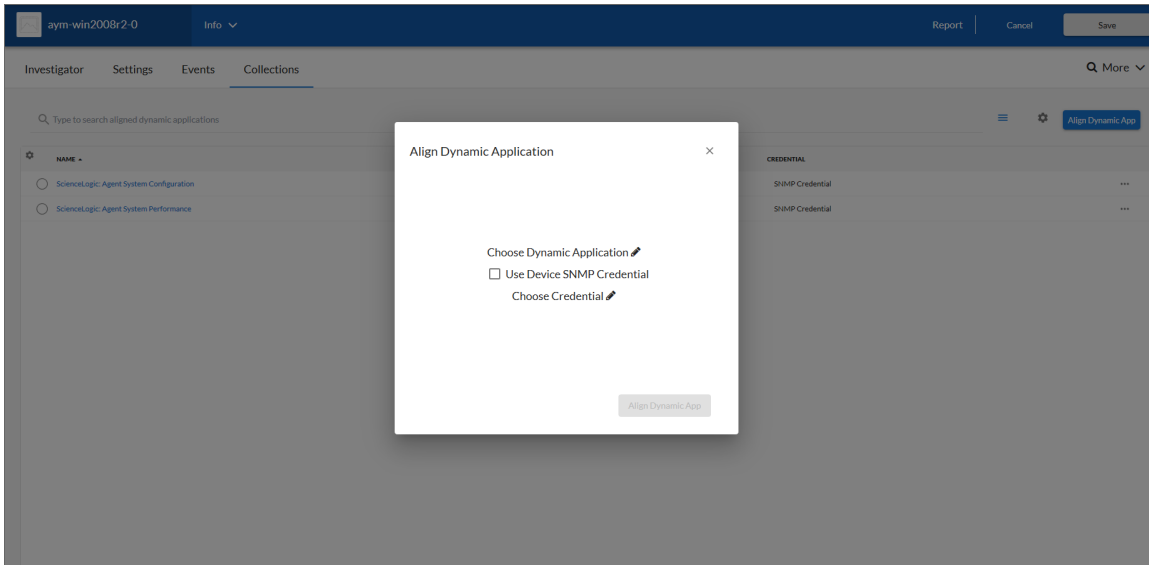 aym-win2008r2-0 Info Report Cancel Save
Investigator Settings Events Collections More
Type to search aligned dynamic applications Align Dynamic App
NAME CREDENTIAL
ScienceLogic: Agent System Configuration SNMP Credential
ScienceLogic: Agent System Performance SNMP Credential
Align Dynamic Application
Choose Dynamic Application
Use Device SNMP Credential
Choose Credential
Align Dynamic App